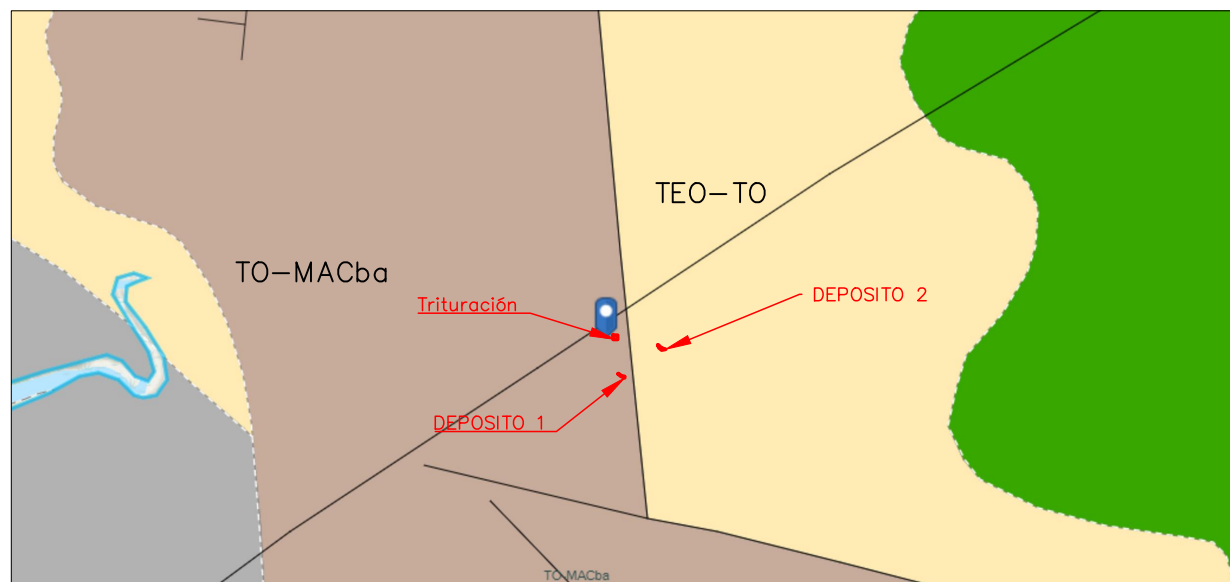 TEO-TO
TO-MACba
Trituración
DEPOSITO 2
DEPOSITO 1
TO-MACba